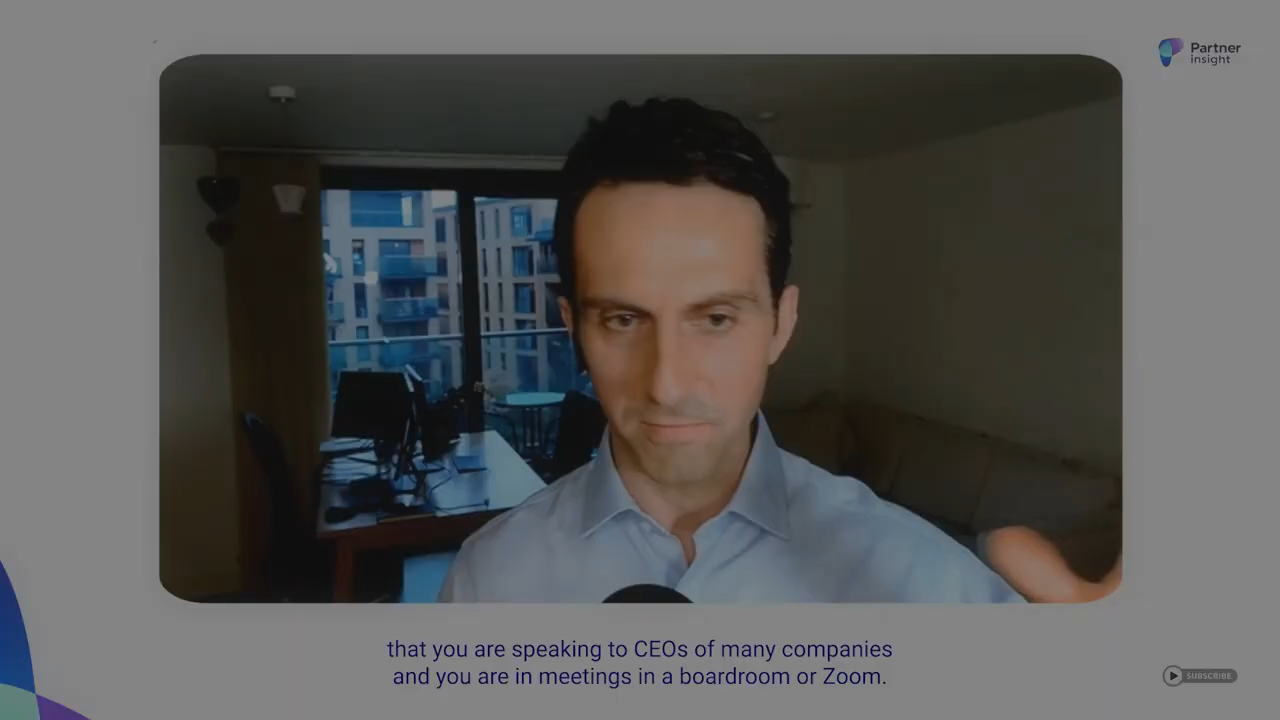 Partner
insight
that you are speaking to CEOs of many companies
and you are in meetings in a boardroom or Zoom.
SUBSCRIBE